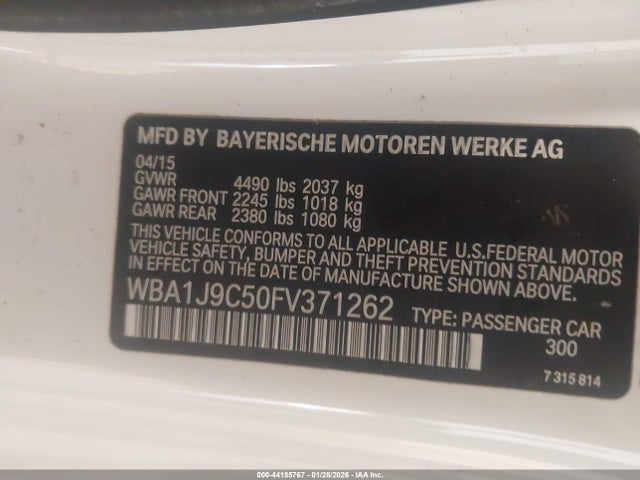 MFD BY BAYERISCHE MOTOREN WERKE AG
04/15
GVWR 4490 lbs 2037 kg
GAWR FRONT 2245 lbs 1018 kg
GAWR REAR 2380 lbs 1080 kg
THIS VEHICLE CONFORMS TO ALL APPLICABLE U.S.FEDERAL MOTOR
VEHICLE SAFETY, BUMPER AND THEFT PREVENTION STANDARDS
IN EFFECT ON THE DATE OF MANUFACTURE SHOWN ABOVE.
WBA1J9C50FV371262 TYPE: PASSENGER CAR
300
7 315 814
000-44185767 - 01/28/2026 - IAA Inc.